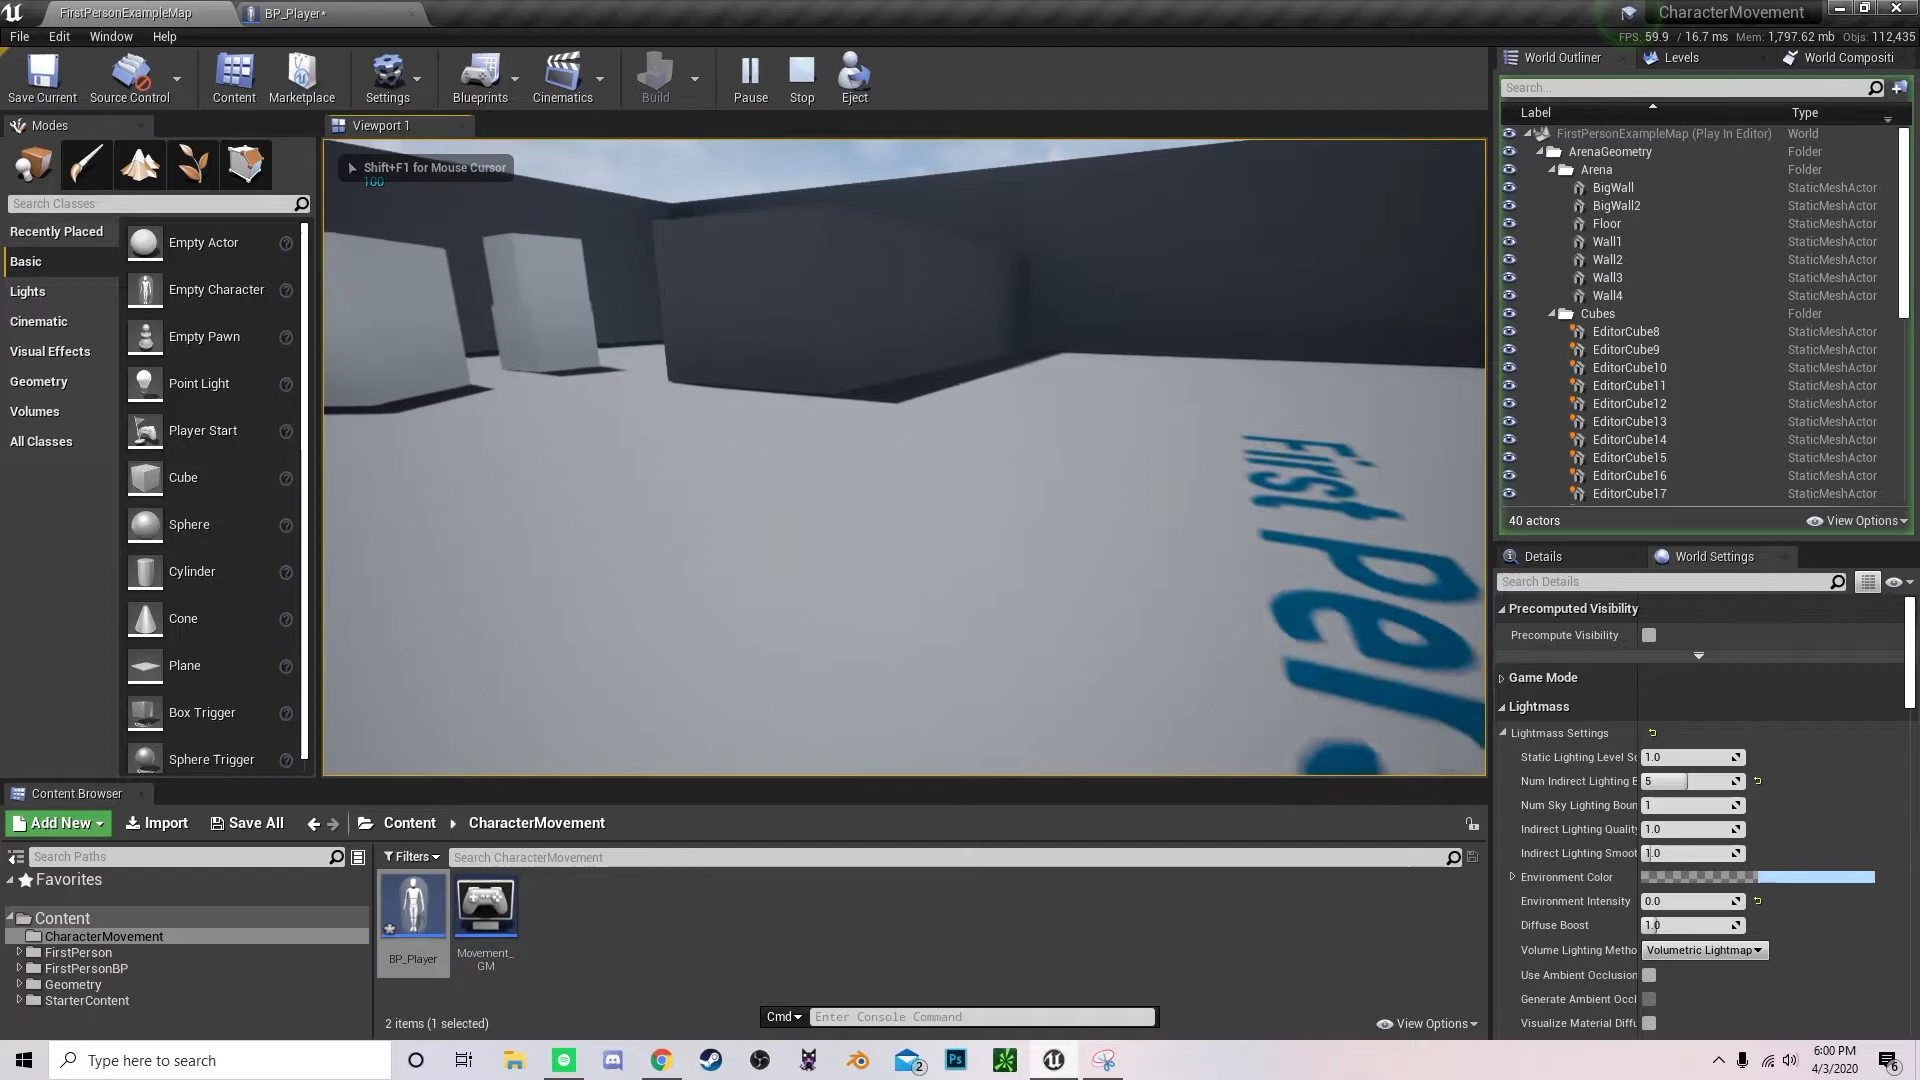 FirstPersonExampleMap
BP_Player*
CharacterMovement
File Edit Window Help
FPS: 59.9 / 16.7 ms Mem: 1,797.62 mb Objs: 112,435
Save Current
Source Control
Content
Marketplace
Settings
Blueprints
Cinematics
Build
Pause
Stop
Eject
Modes
Search Classes
Recently Placed
Basic
Lights
Cinematic
Visual Effects
Geometry
Volumes
All Classes
Empty Actor
Empty Character
Empty Pawn
Point Light
Player Start
Cube
Sphere
Cylinder
Cone
Plane
Box Trigger
Sphere Trigger
Viewport 1
Shift+F1 for Mouse Cursor
100
First Per
World Outliner
Levels
World Compositi
Search...
Label Type
FirstPersonExampleMap (Play In Editor) World
ArenaGeometry Folder
Arena Folder
BigWall StaticMeshActor
BigWall2 StaticMeshActor
Floor StaticMeshActor
Wall1 StaticMeshActor
Wall2 StaticMeshActor
Wall3 StaticMeshActor
Wall4 StaticMeshActor
Cubes Folder
EditorCube8 StaticMeshActor
EditorCube9 StaticMeshActor
EditorCube10 StaticMeshActor
EditorCube11 StaticMeshActor
EditorCube12 StaticMeshActor
EditorCube13 StaticMeshActor
EditorCube14 StaticMeshActor
EditorCube15 StaticMeshActor
EditorCube16 StaticMeshActor
EditorCube17 StaticMeshActor
40 actors View Options
Details
World Settings
Search Details
Precomputed Visibility
Precompute Visibility
Game Mode
Lightmass
Lightmass Settings
Static Lighting Level Sc 1.0
Num Indirect Lighting B 5
Num Sky Lighting Boun 1
Indirect Lighting Quality 1.0
Indirect Lighting Smoot 1.0
Environment Color
Environment Intensity 0.0
Diffuse Boost 1.0
Volume Lighting Metho Volumetric Lightmap
Use Ambient Occlusion
Generate Ambient Occl
Visualize Material Diffu
Content Browser
Add New Import Save All Content CharacterMovement
Search Paths
Filters Search CharacterMovement
Favorites
Content
CharacterMovement
FirstPerson
FirstPersonBP
Geometry
StarterContent
BP_Player
Movement_
GM
2 items (1 selected)
Cmd Enter Console Command
View Options
Type here to search
Ps
2
6:00 PM
4/3/2020
6